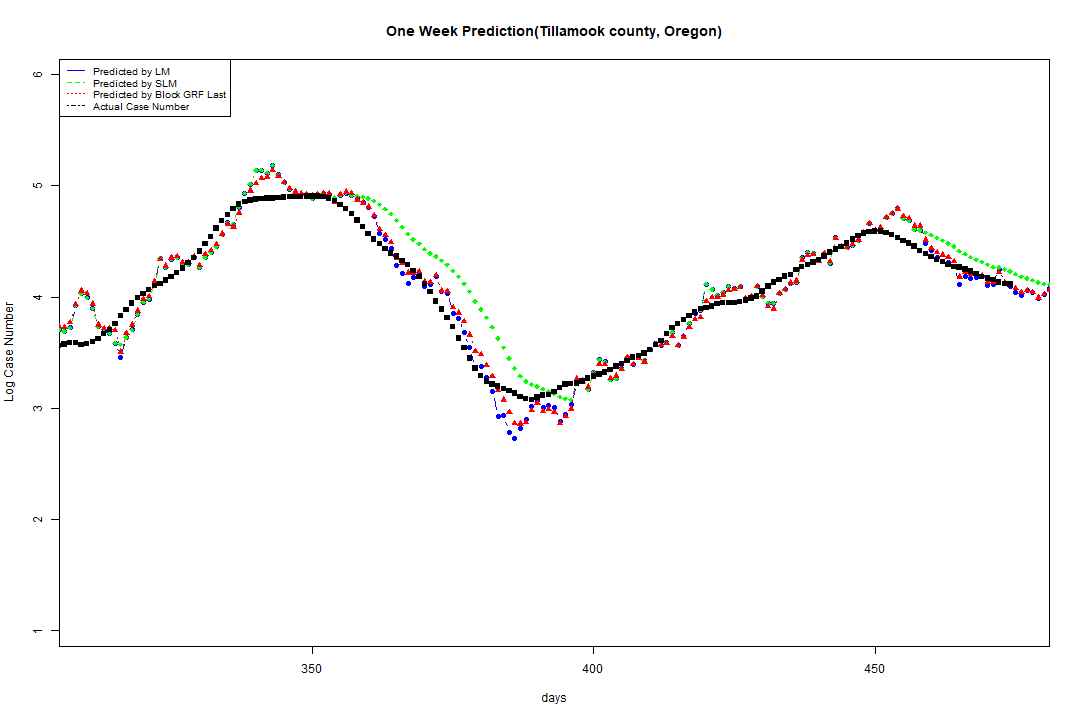 One Week Prediction(Tillamook county, Oregon)
Predicted by LM
Predicted by SLM
Predicted by Block GRF Last
Actual Case Number
6
5
4
3
2
1
Log Case Number
350 400 450
days